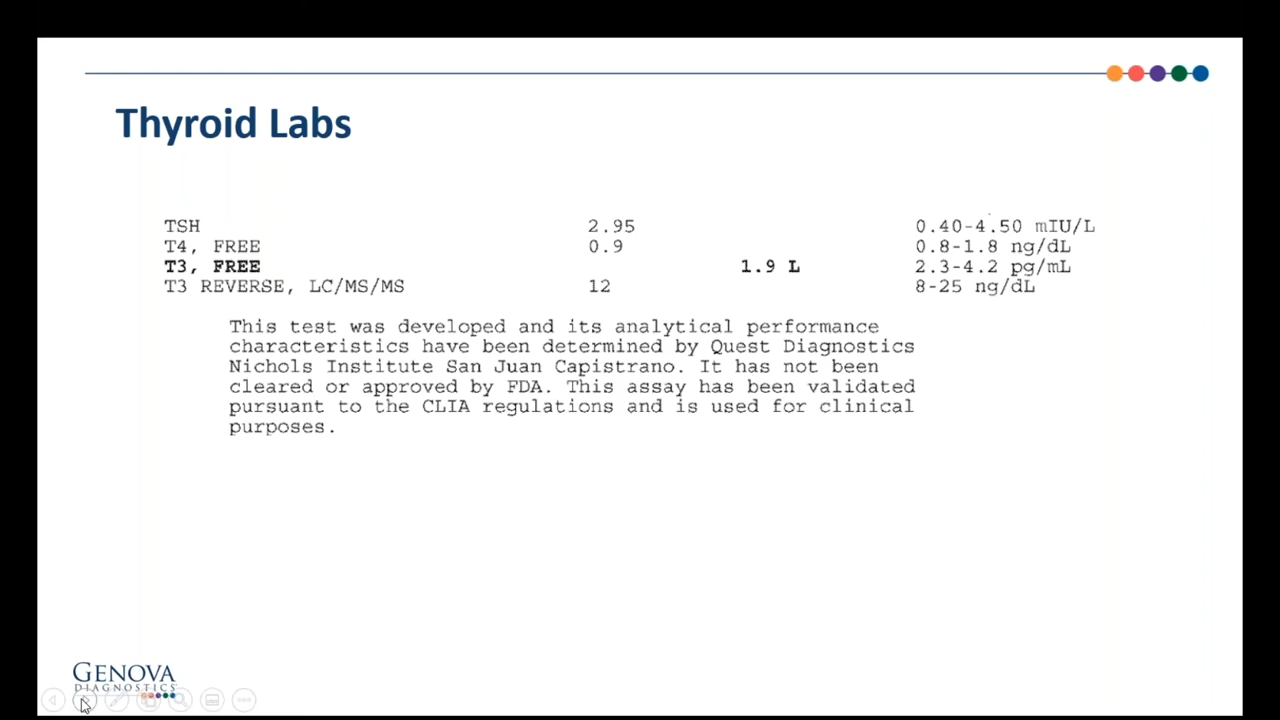 Thyroid Labs
TSH 2.95 0.40-4.50 mIU/L
T4, FREE 0.9 0.8-1.8 ng/dL
T3, FREE 1.9 L 2.3-4.2 pg/mL
T3 REVERSE, LC/MS/MS 12 8-25 ng/dL
This test was developed and its analytical performance
characteristics have been determined by Quest Diagnostics
Nichols Institute San Juan Capistrano. It has not been
cleared or approved by FDA. This assay has been validated
pursuant to the CLIA regulations and is used for clinical
purposes.
GENOVA
DIAGNOSTICS